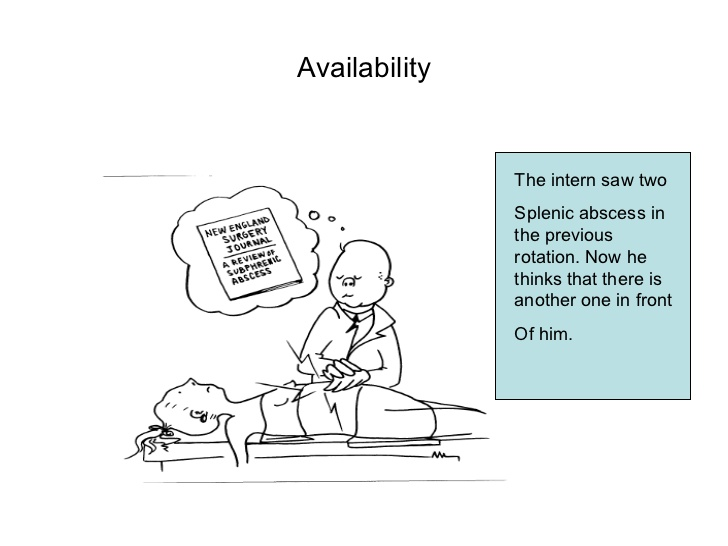 Availability
NEW ENGLAND
SURGERY
JOURNAL
A REVIEW OF
SUBPHRENIC
ABSCESS
The intern saw two
Splenic abscess in
the previous
rotation. Now he
thinks that there is
another one in front
Of him.